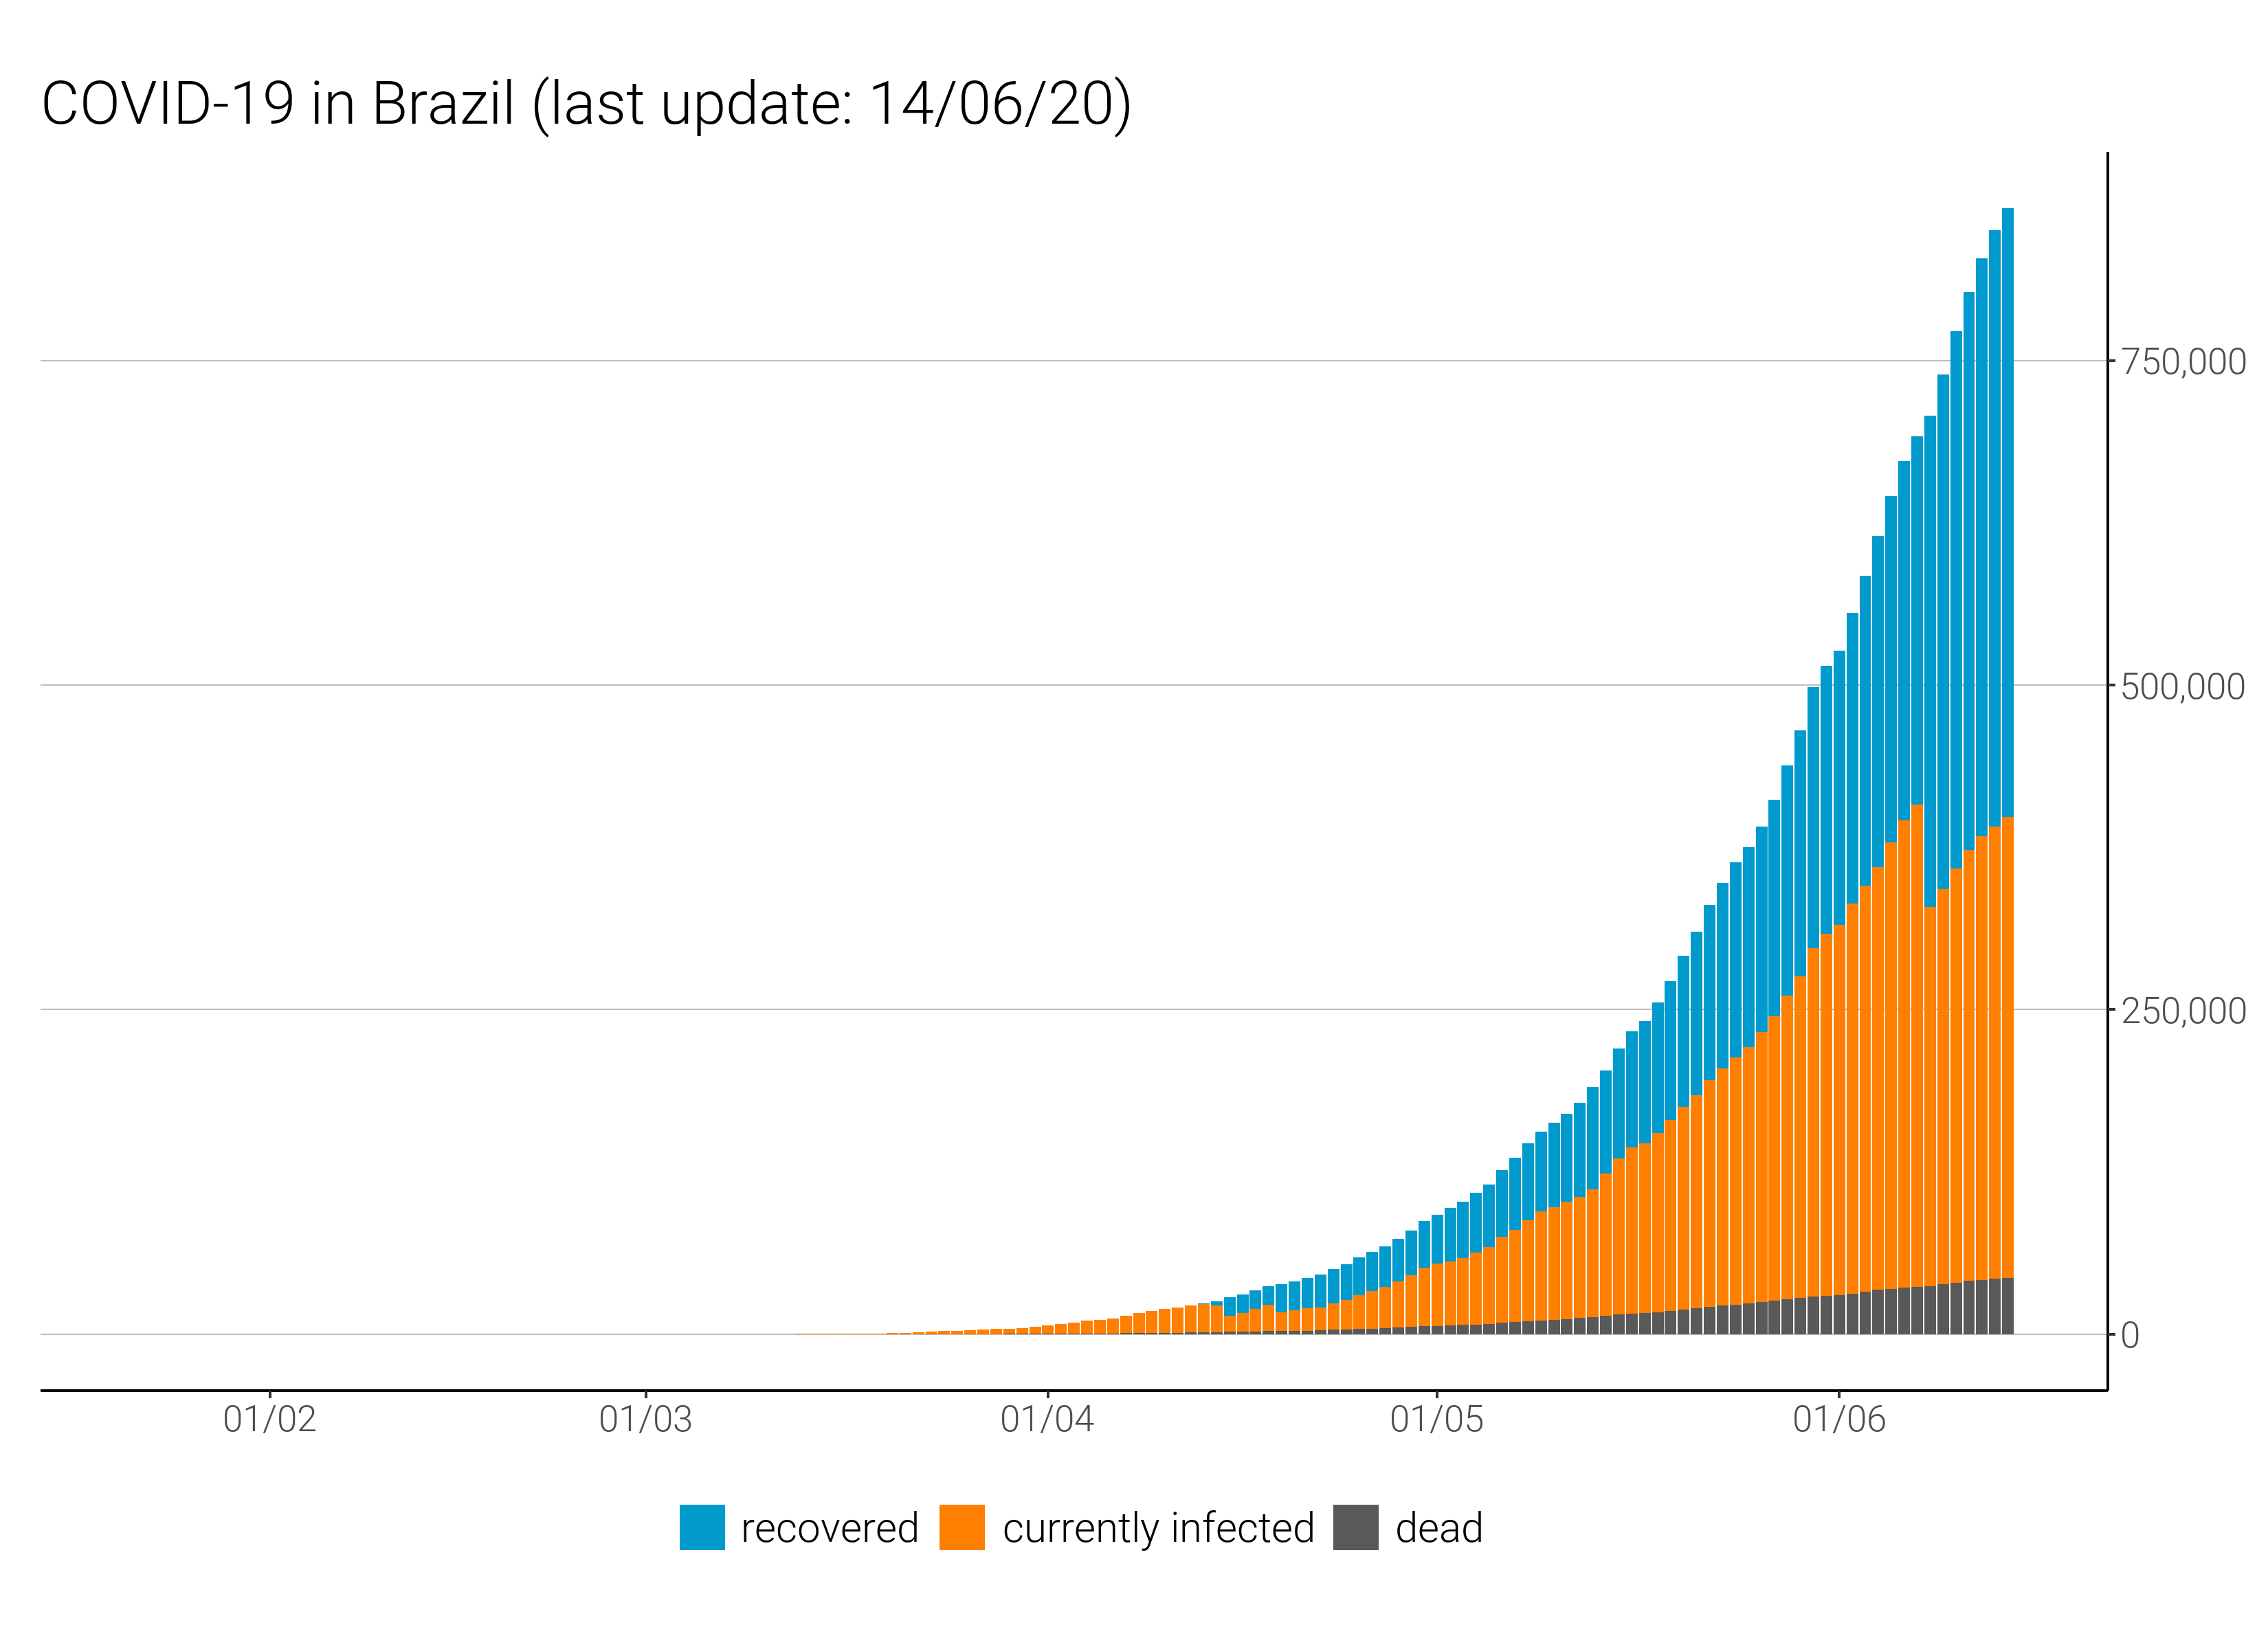 COVID-19 in Brazil (last update: 14/06/20)
750,000
500,000
250,000
0
01/02 01/03 01/04 01/05 01/06
recovered currently infected dead